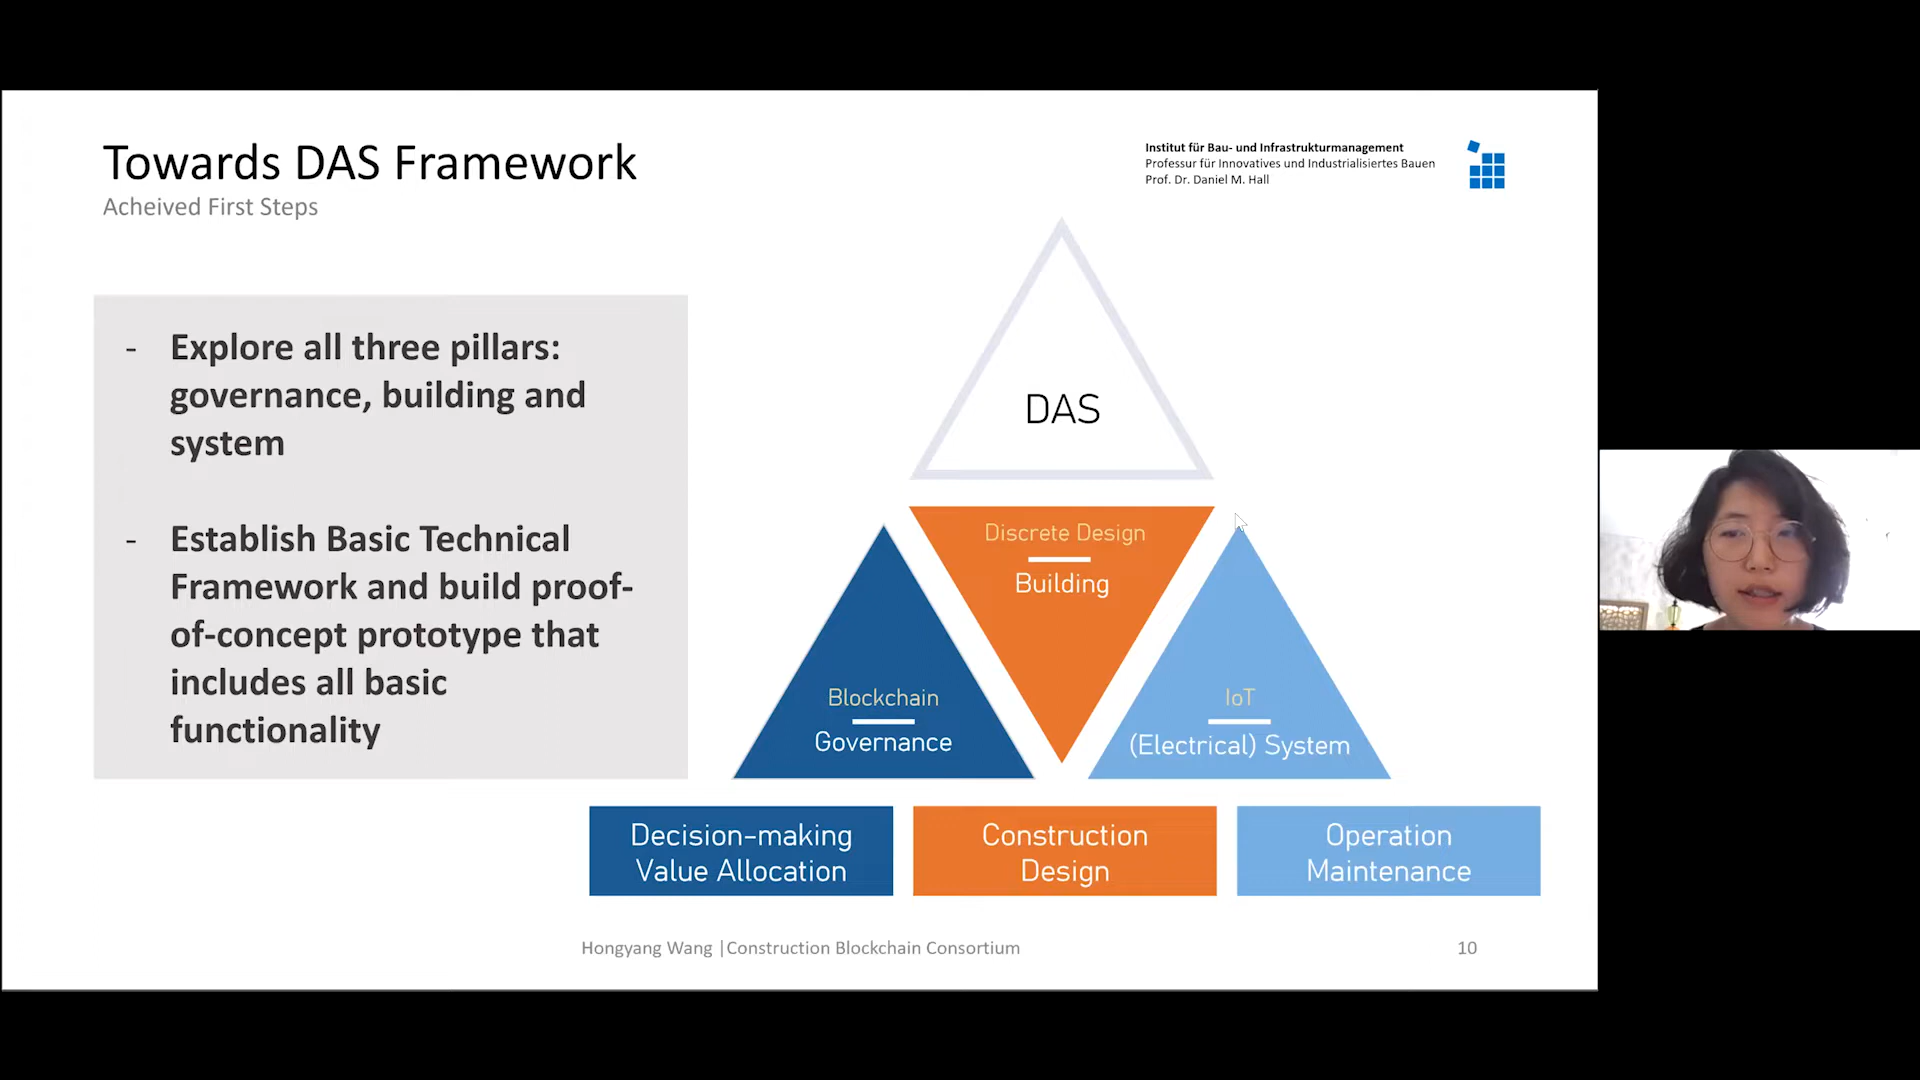 Towards DAS Framework
Acheived First Steps
Institut für Bau- und Infrastrukturmanagement
Professur für Innovatives und Industrialisiertes Bauen
Prof. Dr. Daniel M. Hall
- Explore all three pillars:
governance, building and
system
- Establish Basic Technical
Framework and build proof-
of-concept prototype that
includes all basic
functionality
DAS
Discrete Design
Building
Blockchain
Governance
IoT
(Electrical) System
Decision-making
Value Allocation
Construction
Design
Operation
Maintenance
Hongyang Wang |Construction Blockchain Consortium
10